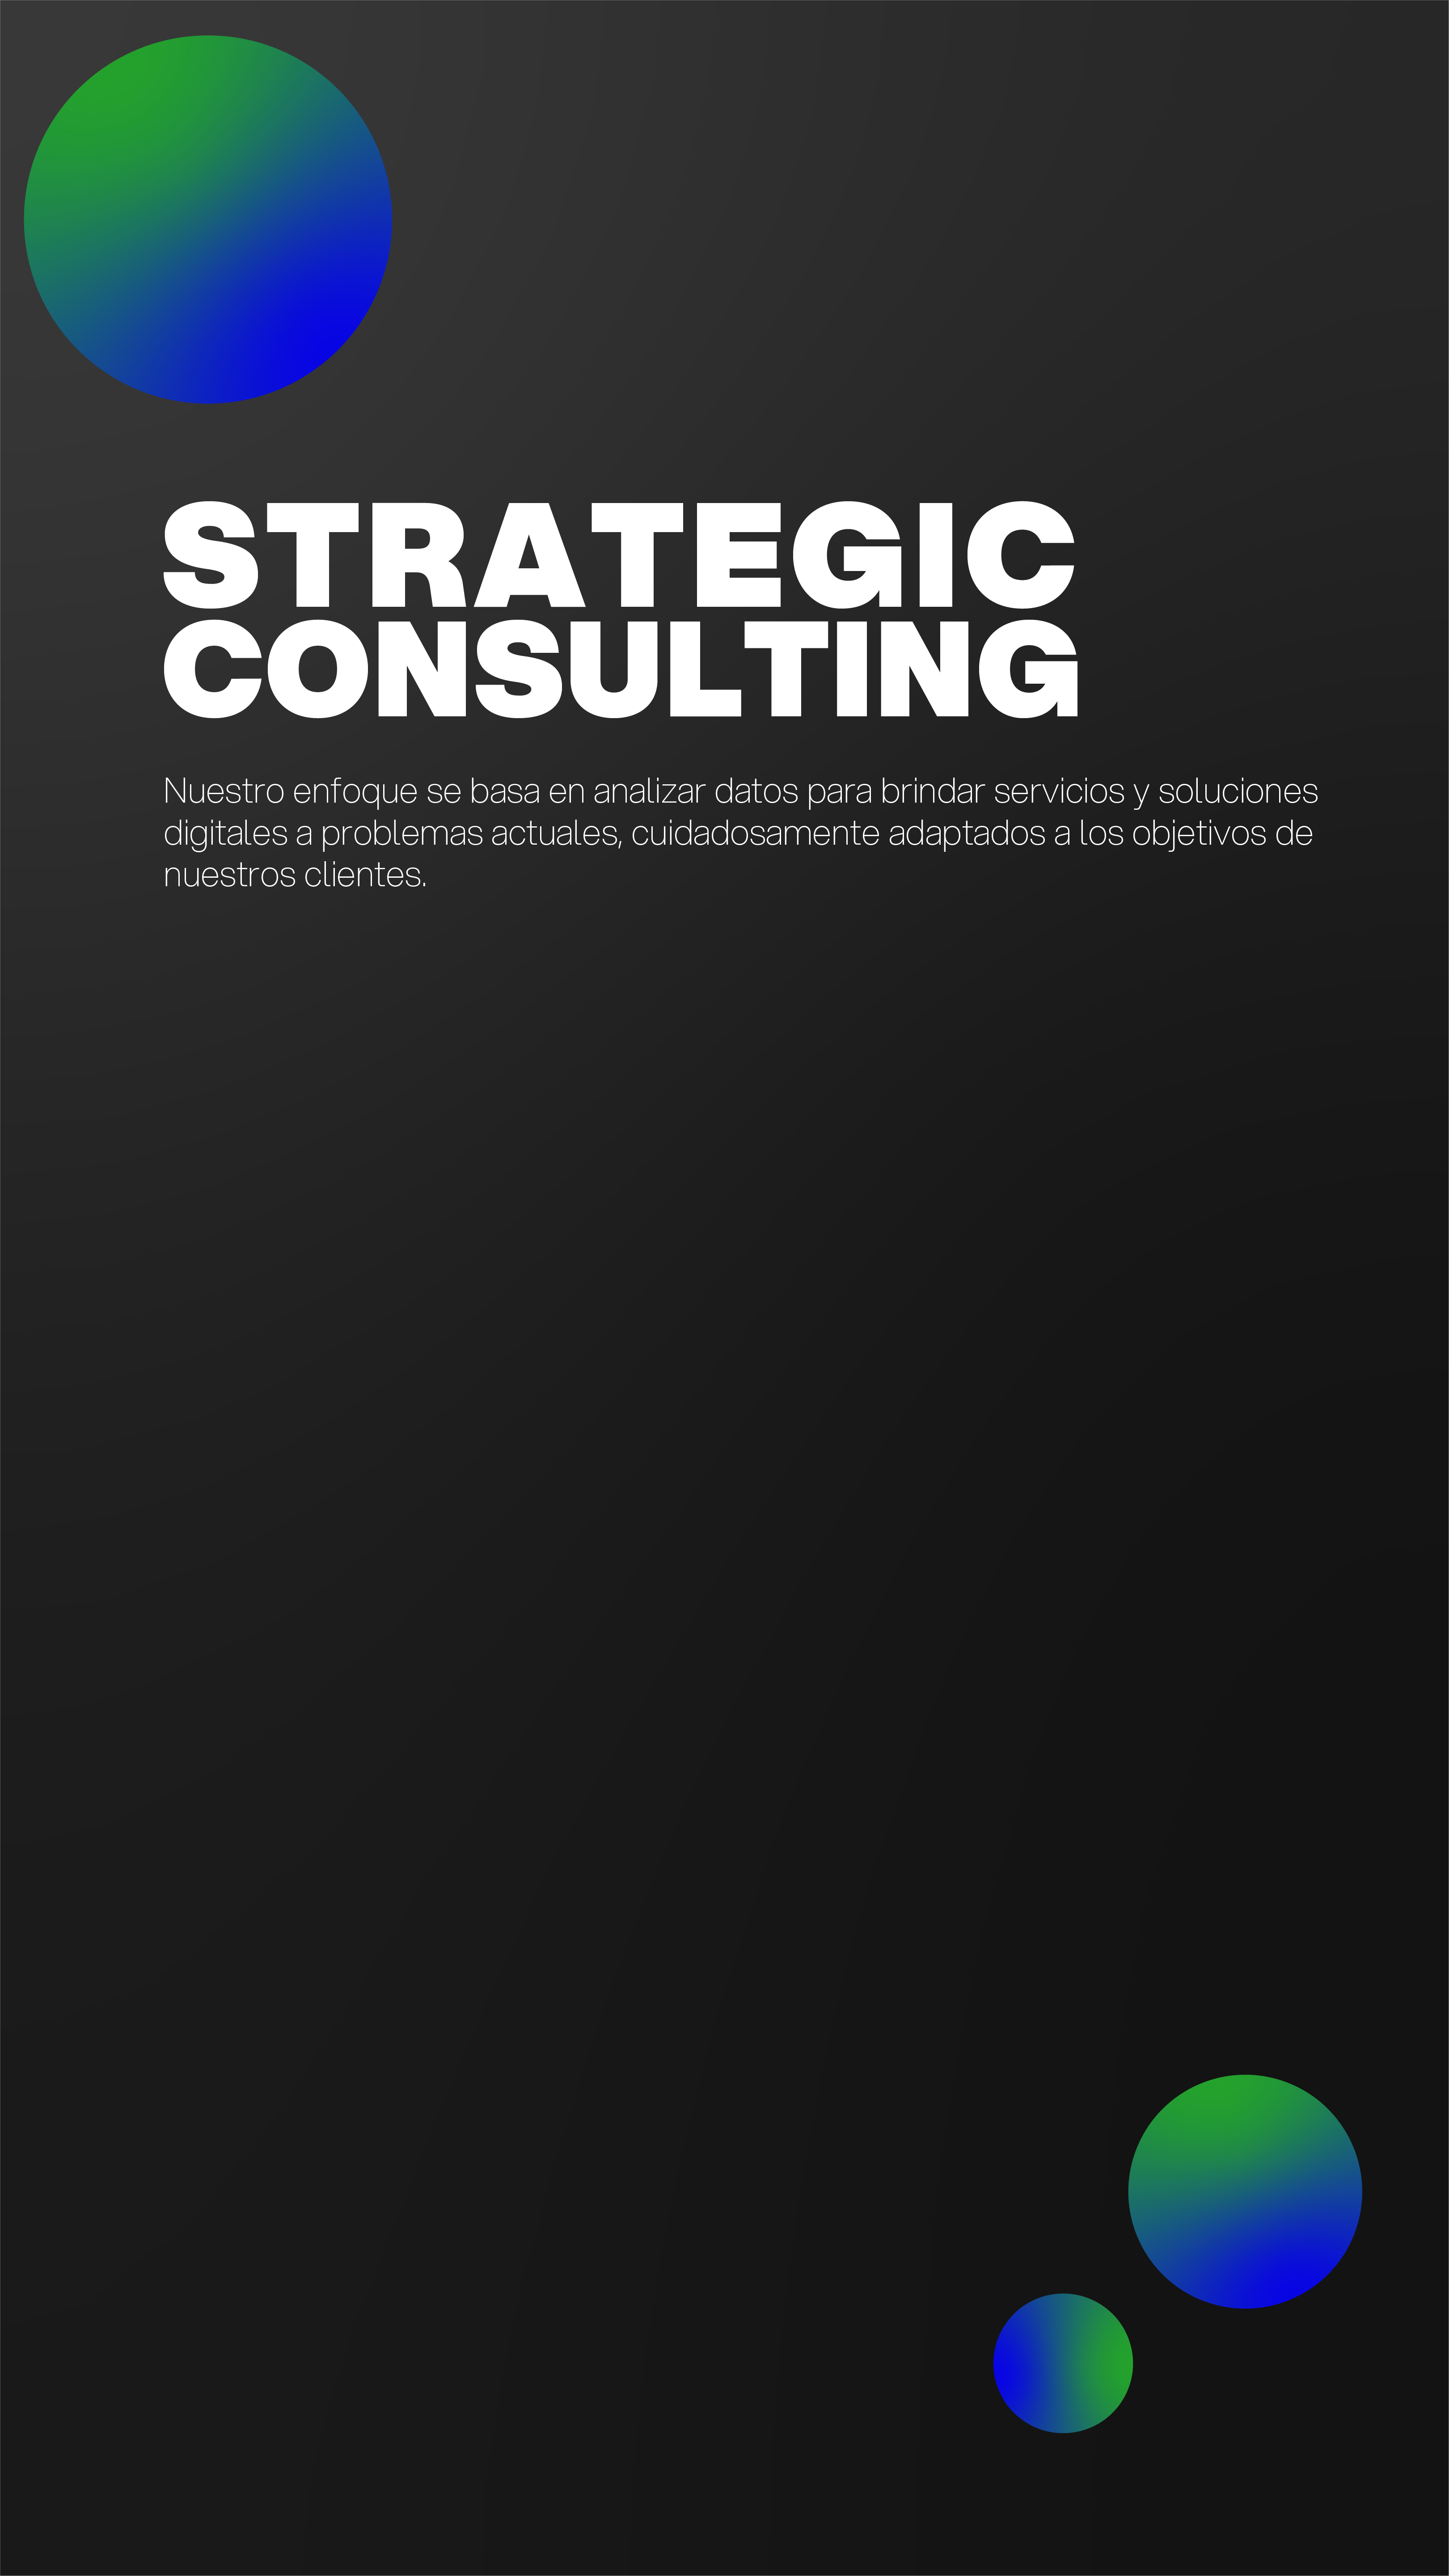 STRATEGIC
CONSULTING
Nuestro enfoque se basa en analizar datos para brindar servicios y soluciones
digitales a problemas actuales, cuidadosamente adaptados a los objetivos de
nuestros clientes.